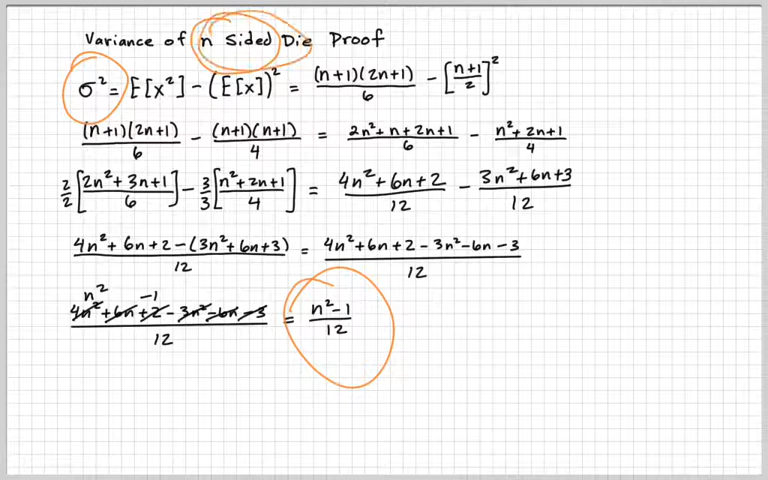 Variance of n Sided Die Proof
σ² = E[x²] - (E[x])² = (n+1)(2n+1)/6 - [n+1/2]²
(n+1)(2n+1)/6 - (n+1)(n+1)/4 = 2n²+n+2n+1/6 - n²+2n+1/4
2/2[2n²+3n+1/6] - 3/3[n²+2n+1/4] = 4n²+6n+2/12 - 3n²+6n+3/12
4n²+6n+2-(3n²+6n+3)/12 = 4n²+6n+2-3n²-6n-3/12
n² -1
4n²+6n+2-3n²-6n-3/12 = n²-1/12